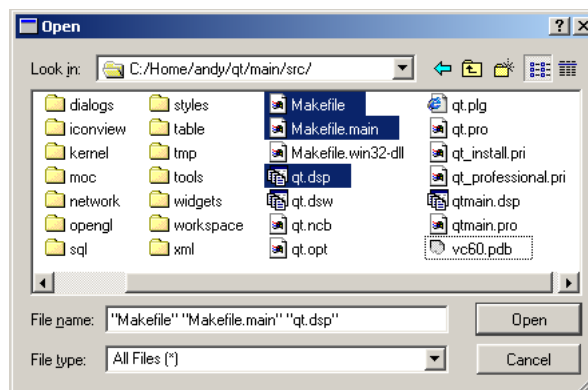 Open
Look in: C:/Home/andy/qt/main/src/
dialogs styles Makefile qt.plg
iconview table Makefile.main qt.pro
kernel tmp Makefile.win32-dll qt_install.pri
moc tools qt.dsp qt_professional.pri
network widgets qt.dsw qtmain.dsp
opengl workspace qt.ncb qtmain.pro
sql xml qt.opt vc60.pdb
File name: "Makefile" "Makefile.main" "qt.dsp" Open
File type: All Files (*) Cancel